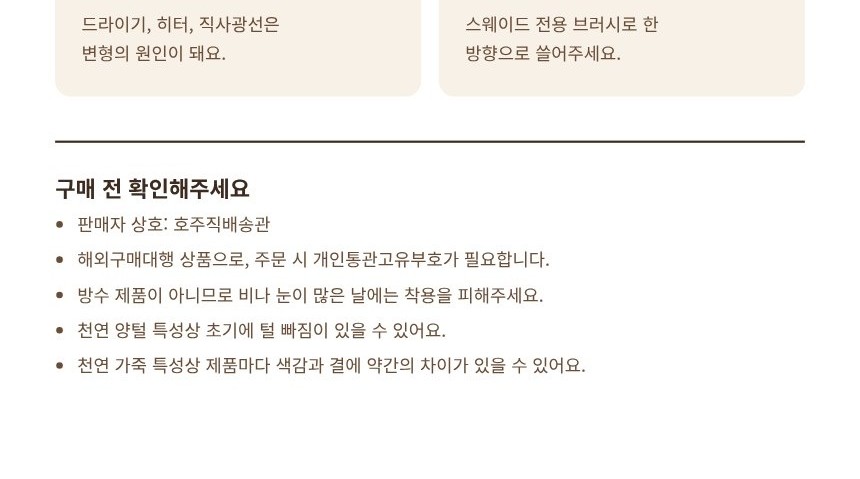 드라이기, 히터, 직사광선은
변형의 원인이 돼요.
스웨이드 전용 브러시로 한
방향으로 쓸어주세요.
구매 전 확인해주세요
판매자 상호: 호주직배송관
해외구매대행 상품으로, 주문 시 개인통관고유부호가 필요합니다.
방수 제품이 아니므로 비나 눈이 많은 날에는 착용을 피해주세요.
천연 양털 특성상 초기에 털 빠짐이 있을 수 있어요.
천연 가죽 특성상 제품마다 색감과 결에 약간의 차이가 있을 수 있어요.